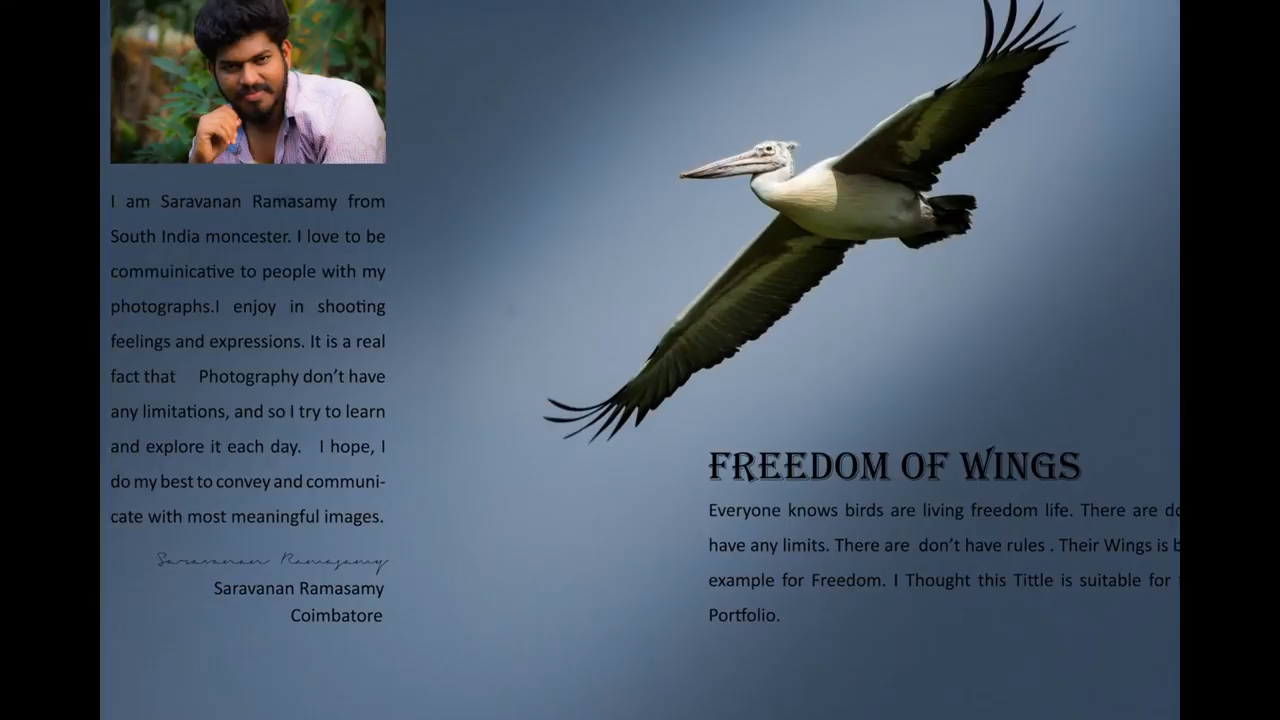 I am Saravanan Ramasamy from
South India moncester. I love to be
commuinicative to people with my
photographs.I enjoy in shooting
feelings and expressions. It is a real
fact that Photography don't have
any limitations, and so I try to learn
and explore it each day. I hope, I
do my best to convey and communi-
cate with most meaningful images.
Saravanan Ramasamy
Saravanan Ramasamy
Coimbatore
FREEDOM OF WINGS
Everyone knows birds are living freedom life. There are
have any limits. There are don't have rules . Their Wings is
example for Freedom. I Thought this Tittle is suitable for
Portfolio.